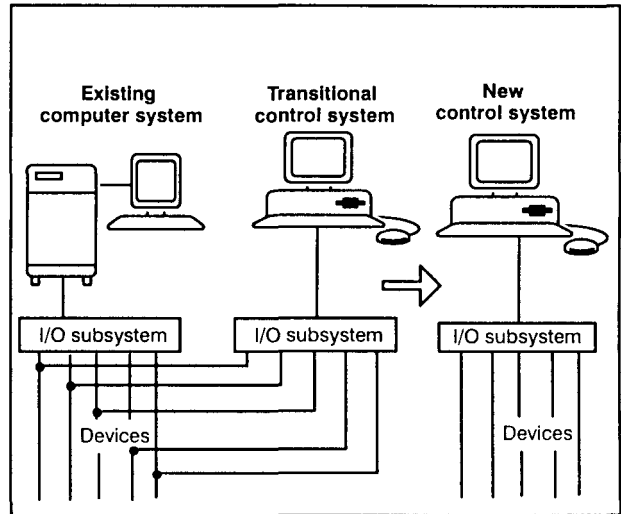 Existing
computer system
Transitional
control system
New
control system
I/O subsystem
I/O subsystem
I/O subsystem
Devices
Devices